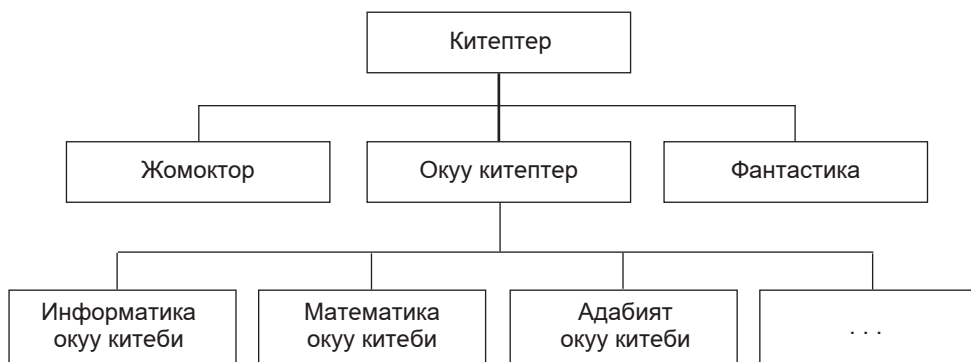 Китептер
Жомоктор
Окуу китептер
Фантастика
Информатика
окуу китеби
Математика
окуу китеби
Адабият
окуу китеби
. . .